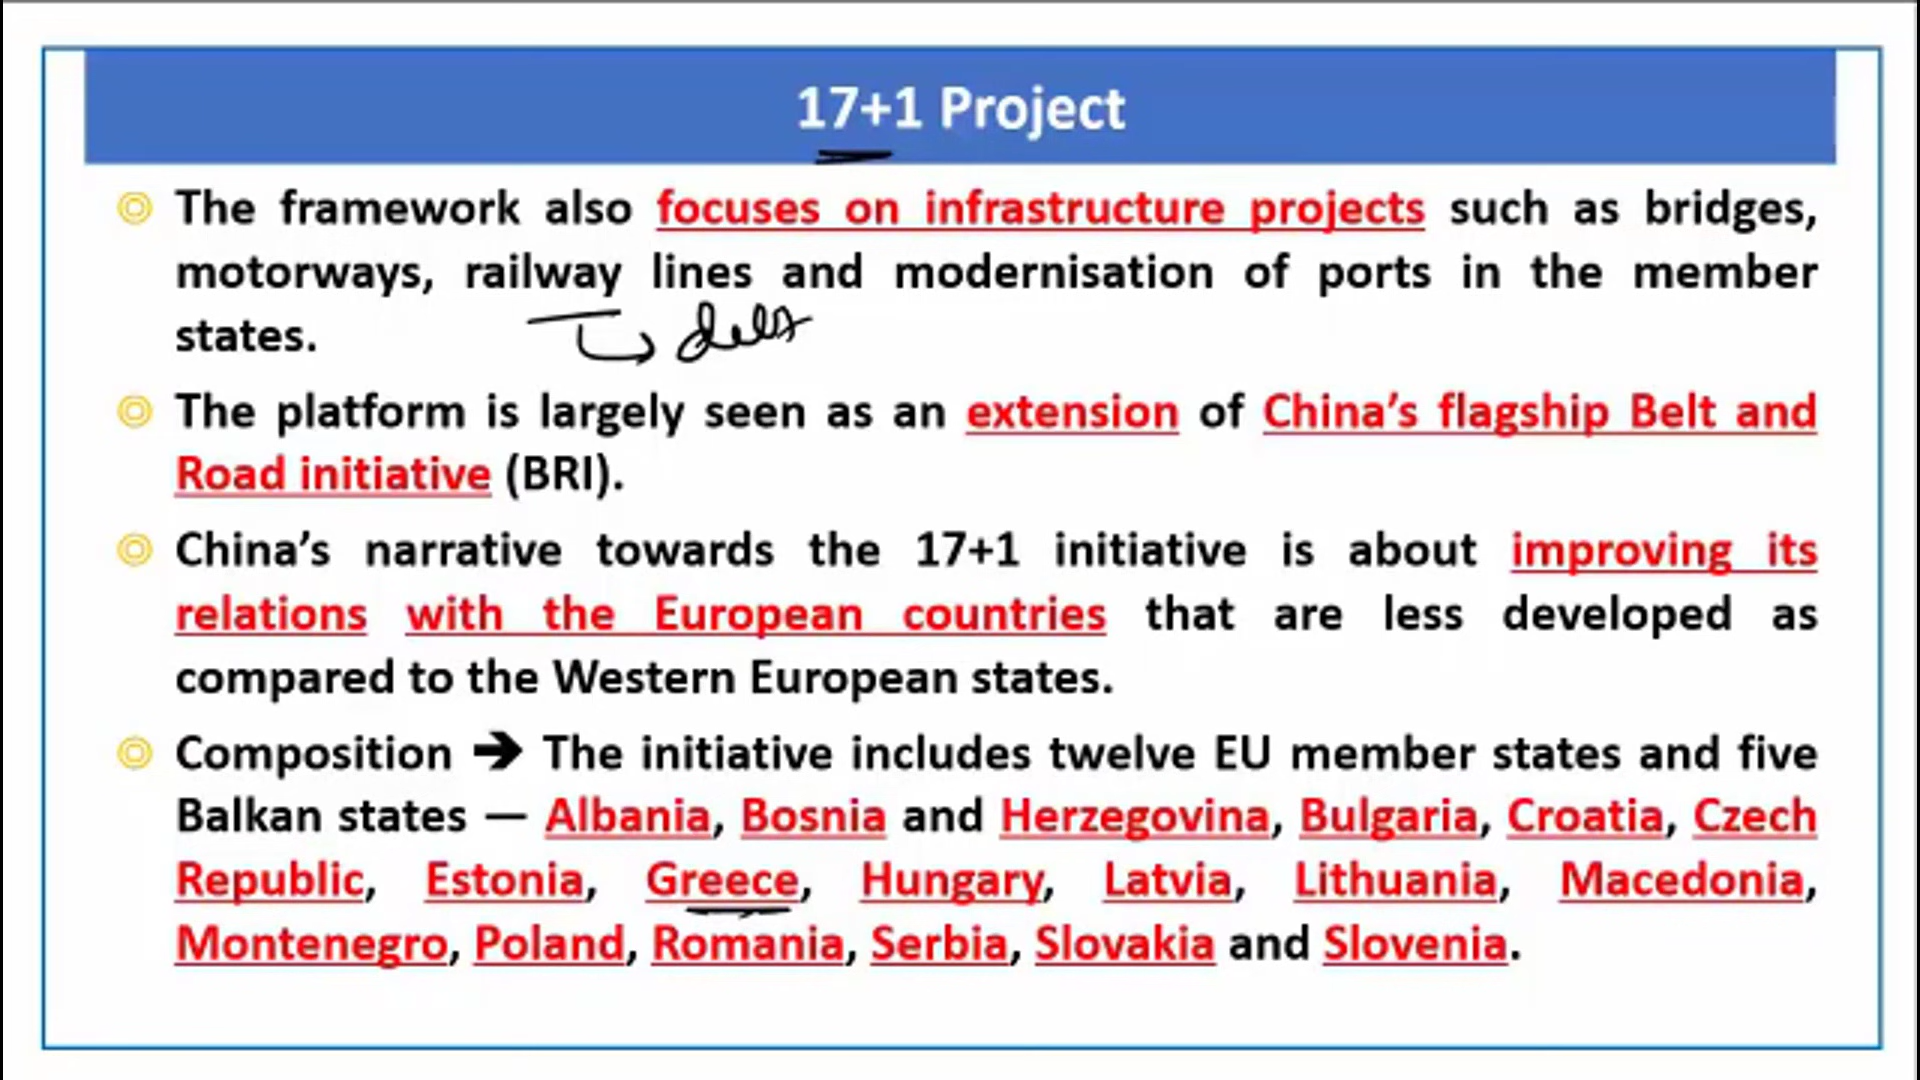 17+1 Project
The framework also focuses on infrastructure projects such as bridges,
motorways, railway lines and modernisation of ports in the member
states.
debt
The platform is largely seen as an extension of China’s flagship Belt and
Road initiative (BRI).
China’s narrative towards the 17+1 initiative is about improving its
relations with the European countries that are less developed as
compared to the Western European states.
Composition ➔ The initiative includes twelve EU member states and five
Balkan states — Albania, Bosnia and Herzegovina, Bulgaria, Croatia, Czech
Republic, Estonia, Greece, Hungary, Latvia, Lithuania, Macedonia,
Montenegro, Poland, Romania, Serbia, Slovakia and Slovenia.